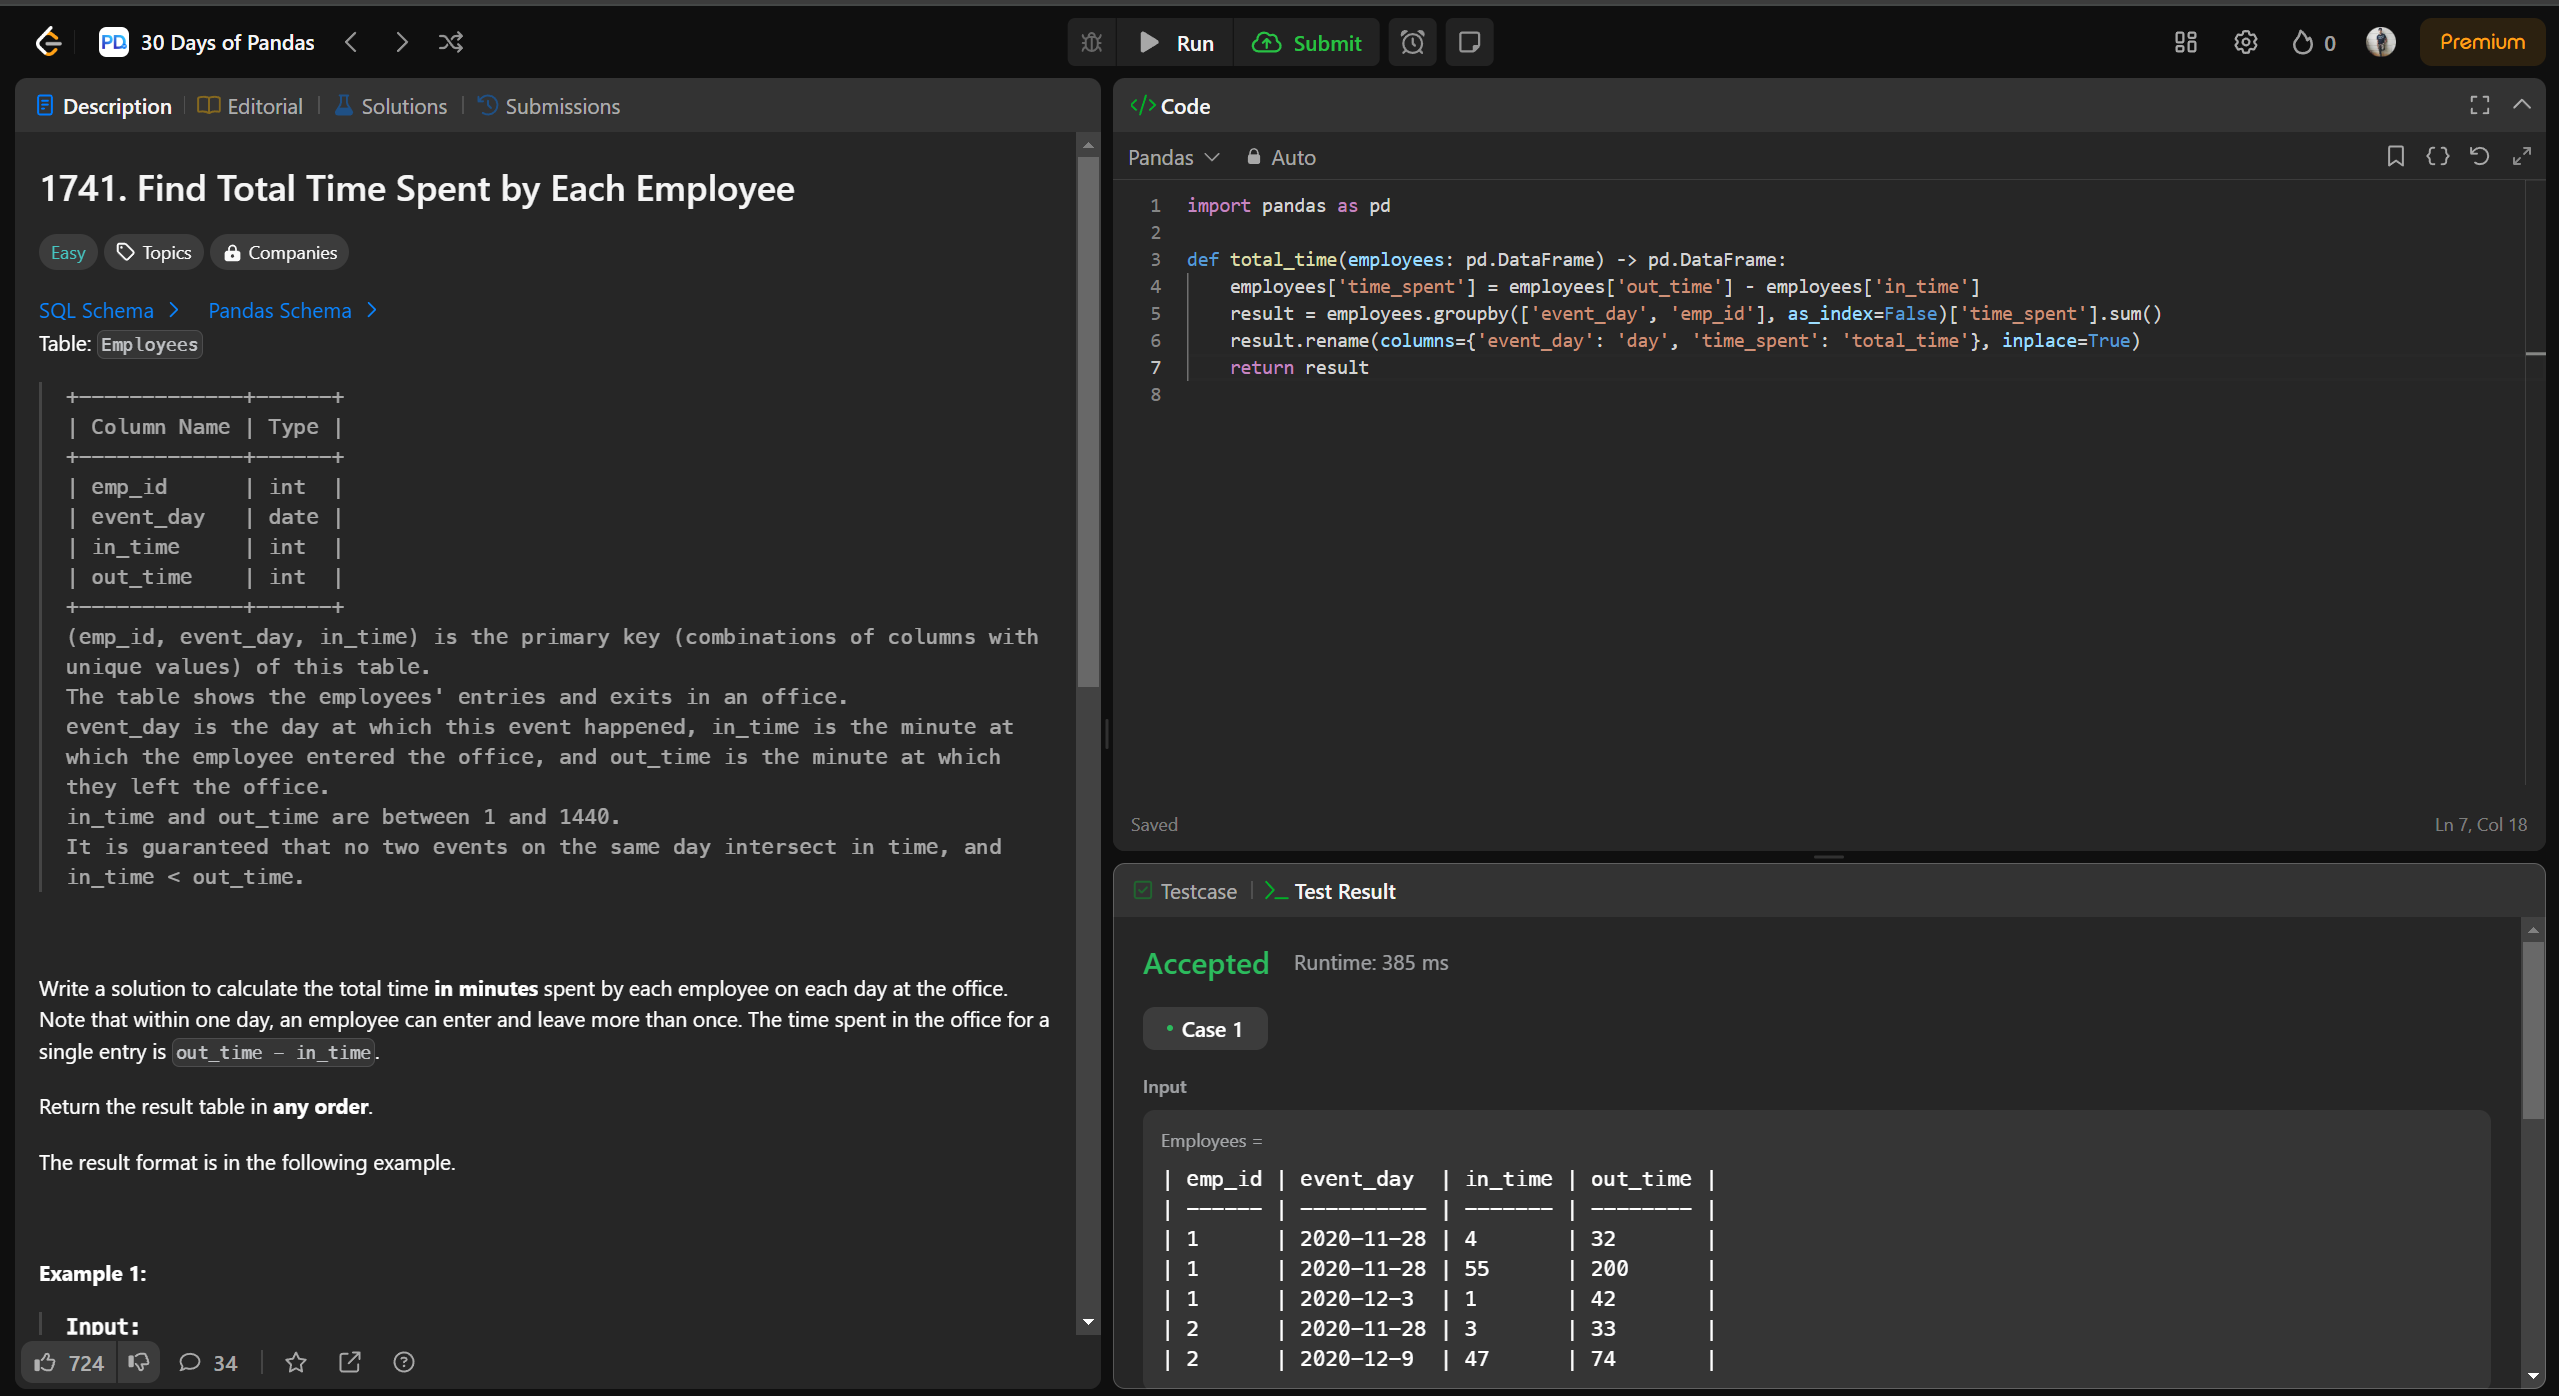 PD 30 Days of Pandas
Run Submit
0 Premium
Description Editorial Solutions Submissions
1741. Find Total Time Spent by Each Employee
Easy Topics Companies
SQL Schema Pandas Schema
Table: Employees
+-------------+------+
| Column Name | Type |
+-------------+------+
| emp_id      | int  |
| event_day   | date |
| in_time     | int  |
| out_time    | int  |
+-------------+------+
(emp_id, event_day, in_time) is the primary key (combinations of columns with
unique values) of this table.
The table shows the employees' entries and exits in an office.
event_day is the day at which this event happened, in_time is the minute at
which the employee entered the office, and out_time is the minute at which
they left the office.
in_time and out_time are between 1 and 1440.
It is guaranteed that no two events on the same day intersect in time, and
in_time < out_time.
Write a solution to calculate the total time in minutes spent by each employee on each day at the office.
Note that within one day, an employee can enter and leave more than once. The time spent in the office for a
single entry is out_time - in_time.
Return the result table in any order.
The result format is in the following example.
Example 1:
Input:
724 34
</> Code
Pandas Auto
1 import pandas as pd
2
3 def total_time(employees: pd.DataFrame) -> pd.DataFrame:
4     employees['time_spent'] = employees['out_time'] - employees['in_time']
5     result = employees.groupby(['event_day', 'emp_id'], as_index=False)['time_spent'].sum()
6     result.rename(columns={'event_day': 'day', 'time_spent': 'total_time'}, inplace=True)
7     return result
8
Saved Ln 7, Col 18
Testcase >_ Test Result
Accepted Runtime: 385 ms
• Case 1
Input
Employees =
| emp_id | event_day  | in_time | out_time |
| ------ | ---------- | ------- | -------- |
| 1      | 2020-11-28 | 4       | 32       |
| 1      | 2020-11-28 | 55      | 200      |
| 1      | 2020-12-3  | 1       | 42       |
| 2      | 2020-11-28 | 3       | 33       |
| 2      | 2020-12-9  | 47      | 74       |